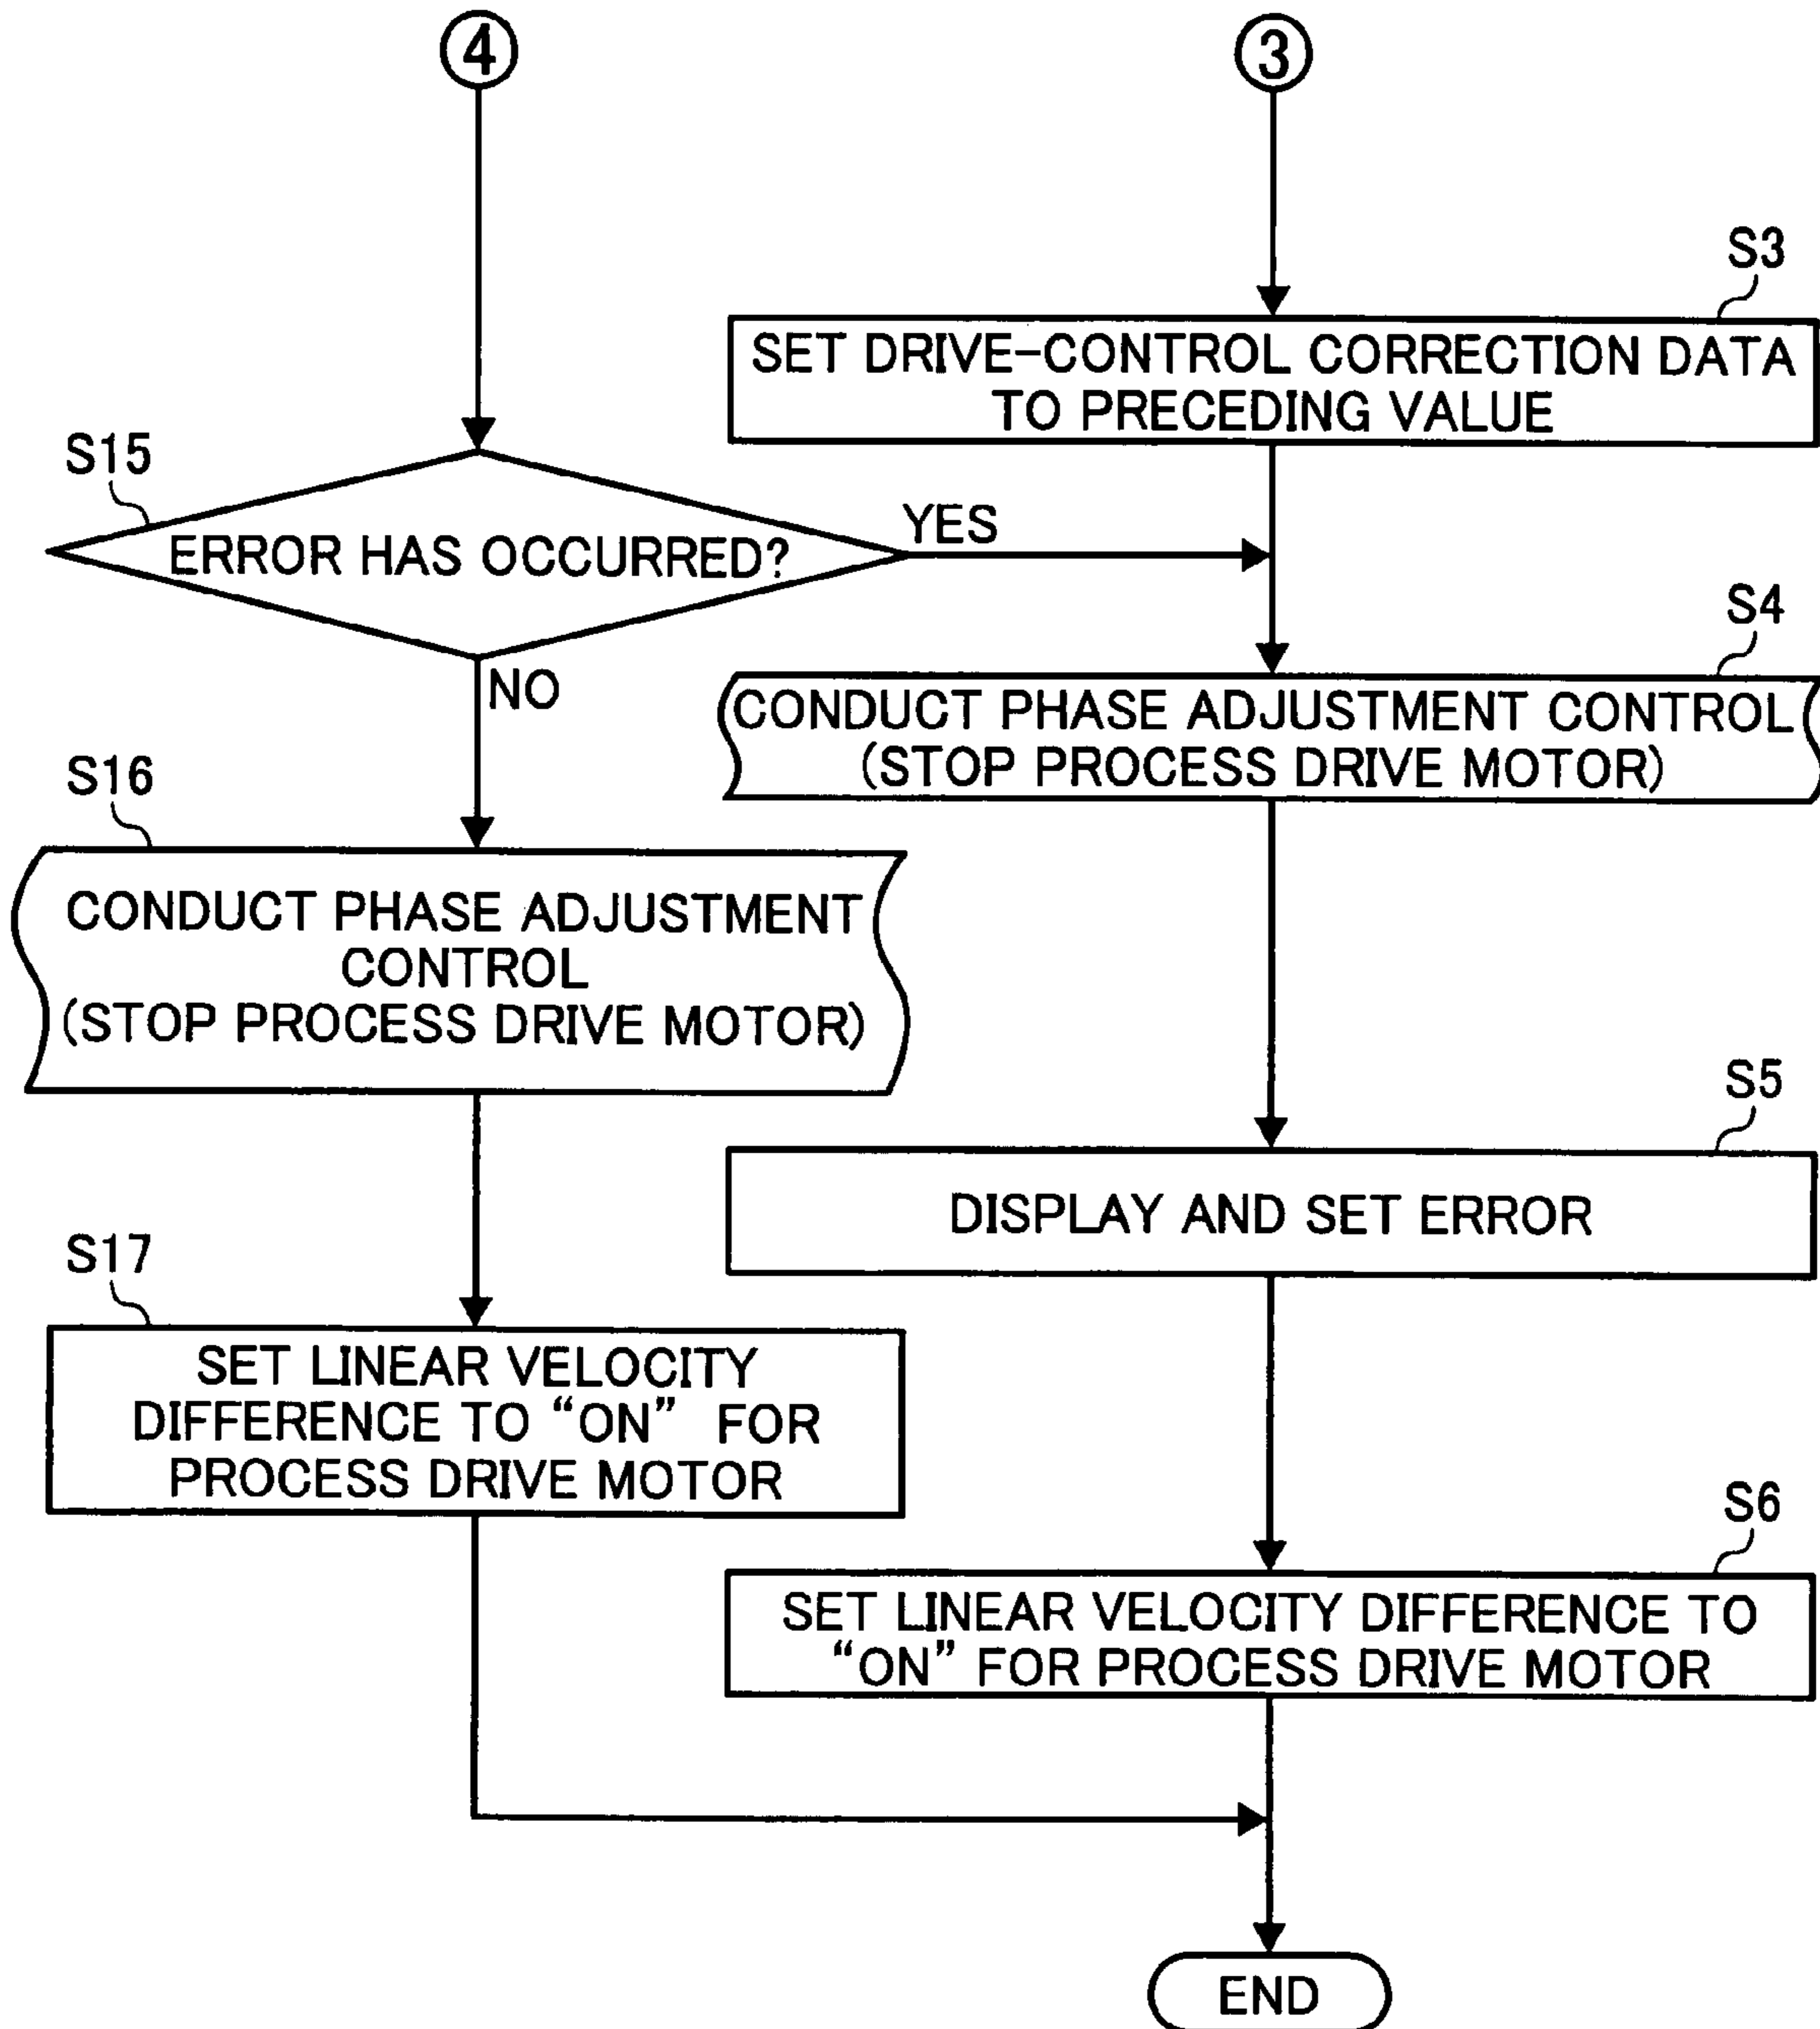 ④
③
S3
SET DRIVE-CONTROL CORRECTION DATA
TO PRECEDING VALUE
S15
ERROR HAS OCCURRED?
YES
NO
S4
CONDUCT PHASE ADJUSTMENT CONTROL
(STOP PROCESS DRIVE MOTOR)
S16
CONDUCT PHASE ADJUSTMENT
CONTROL
(STOP PROCESS DRIVE MOTOR)
S5
DISPLAY AND SET ERROR
S17
SET LINEAR VELOCITY
DIFFERENCE TO “ON” FOR
PROCESS DRIVE MOTOR
S6
SET LINEAR VELOCITY DIFFERENCE TO
“ON” FOR PROCESS DRIVE MOTOR
END